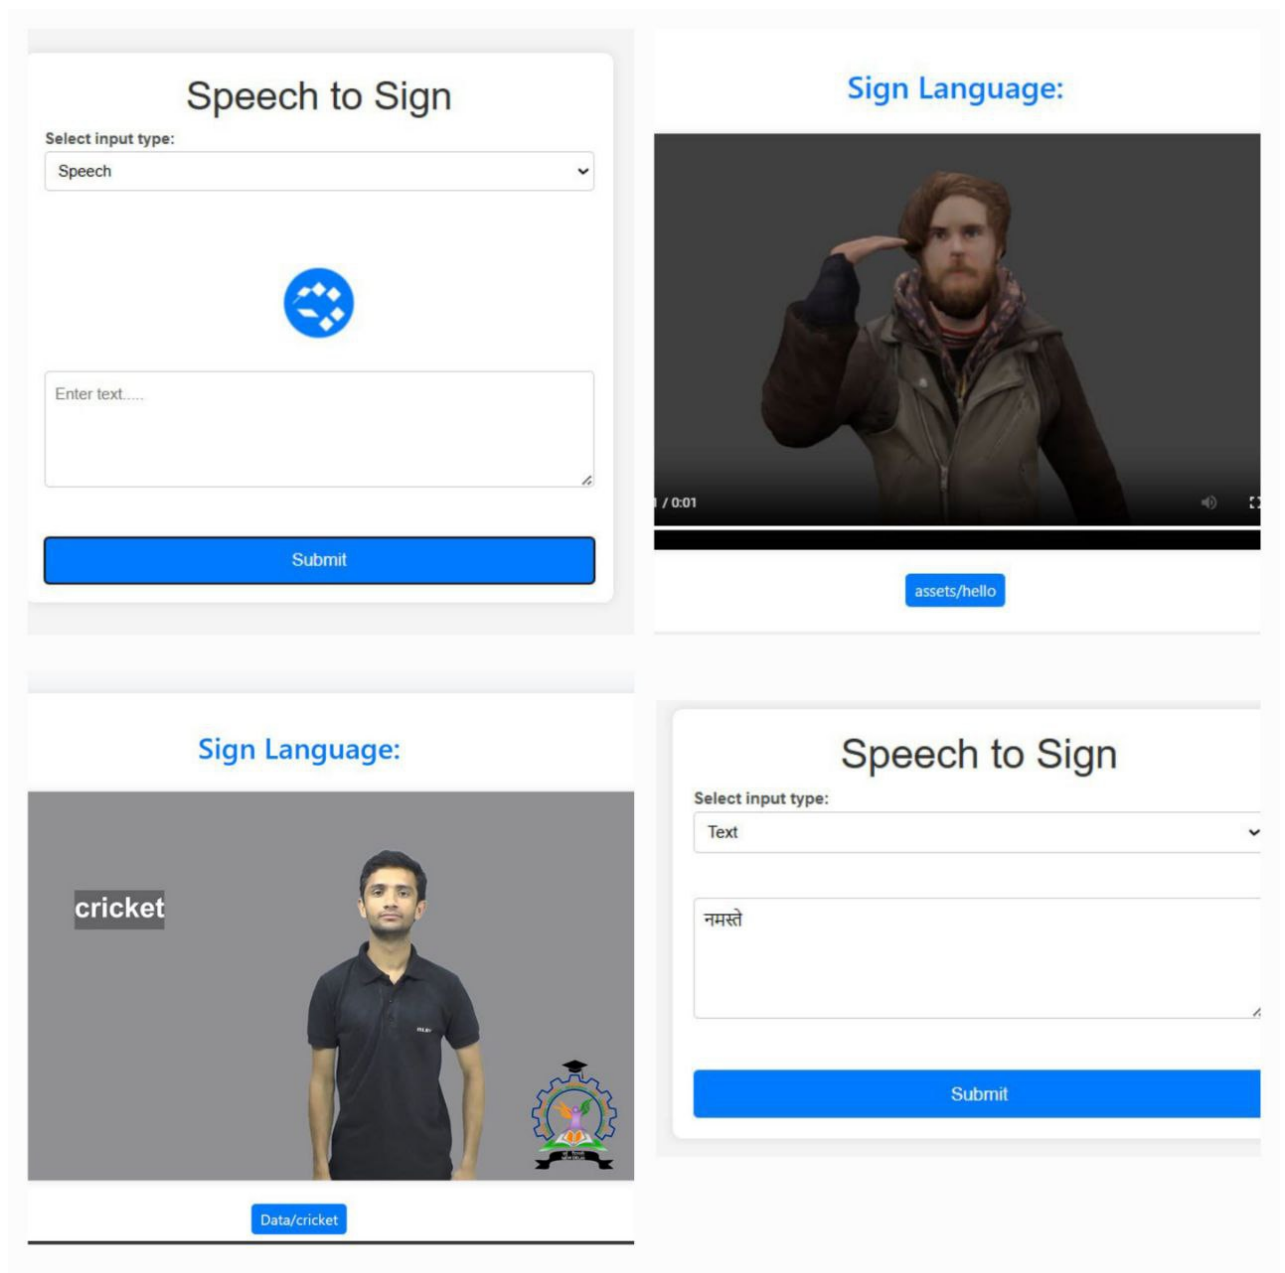 Speech to Sign
Select input type:
Speech
Enter text.....
Submit
Sign Language:
/ 0:01
assets/hello
Sign Language:
cricket
Data/cricket
Speech to Sign
Select input type:
Text
नमस्ते
Submit